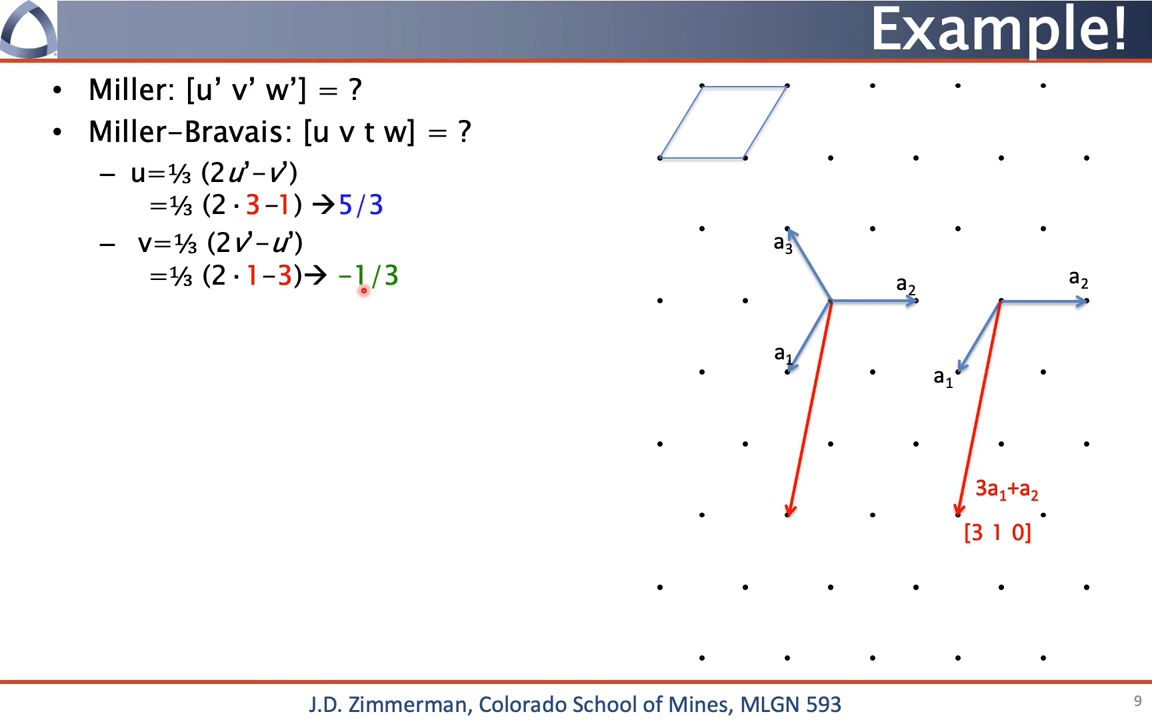 Example!
• Miller: [u’ v’ w’] = ?
• Miller–Bravais: [u v t w] = ?
– u=⅓ (2u’–v’)
=⅓ (2 · 3–1) →5/3
– v=⅓ (2v’–u’)
=⅓ (2 · 1–3)→ –1/3
a₃
a₂
a₁
a₂
a₁
3a₁+a₂
[3 1 0]
J.D. Zimmerman, Colorado School of Mines, MLGN 593
9